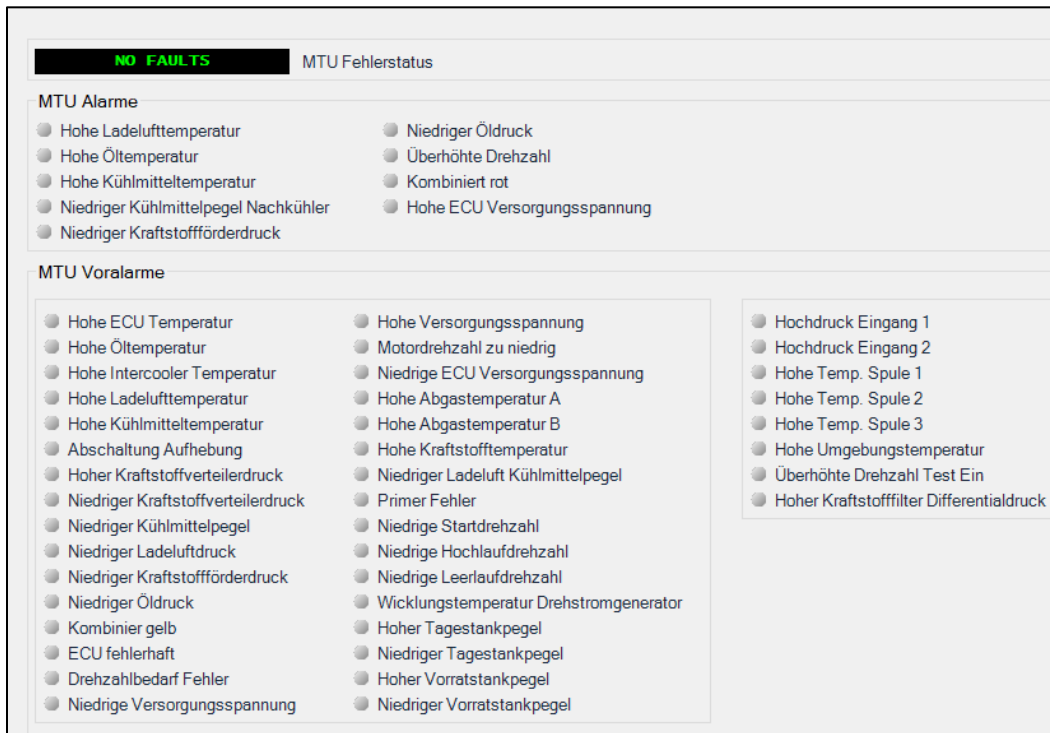 NO FAULTS MTU Fehlerstatus
MTU Alarme
Hohe Ladelufttemperatur
Hohe Öltemperatur
Hohe Kühlmitteltemperatur
Niedriger Kühlmittelpegel Nachkühler
Niedriger Kraftstoffförderdruck
Niedriger Öldruck
Überhöhte Drehzahl
Kombiniert rot
Hohe ECU Versorgungsspannung
MTU Voralarme
Hohe ECU Temperatur
Hohe Öltemperatur
Hohe Intercooler Temperatur
Hohe Ladelufttemperatur
Hohe Kühlmitteltemperatur
Abschaltung Aufhebung
Hoher Kraftstoffverteilerdruck
Niedriger Kraftstoffverteilerdruck
Niedriger Kühlmittelpegel
Niedriger Ladeluftdruck
Niedriger Kraftstoffförderdruck
Niedriger Öldruck
Kombinier gelb
ECU fehlerhaft
Drehzahlbedarf Fehler
Niedrige Versorgungsspannung
Hohe Versorgungsspannung
Motordrehzahl zu niedrig
Niedrige ECU Versorgungsspannung
Hohe Abgastemperatur A
Hohe Abgastemperatur B
Hohe Kraftstofftemperatur
Niedriger Ladeluft Kühlmittelpegel
Primer Fehler
Niedrige Startdrehzahl
Niedrige Hochlaufdrehzahl
Niedrige Leerlaufdrehzahl
Wicklungstemperatur Drehstromgenerator
Hoher Tagestankpegel
Niedriger Tagestankpegel
Hoher Vorratstankpegel
Niedriger Vorratstankpegel
Hochdruck Eingang 1
Hochdruck Eingang 2
Hohe Temp. Spule 1
Hohe Temp. Spule 2
Hohe Temp. Spule 3
Hohe Umgebungstemperatur
Überhöhte Drehzahl Test Ein
Hoher Kraftstofffilter Differentialdruck